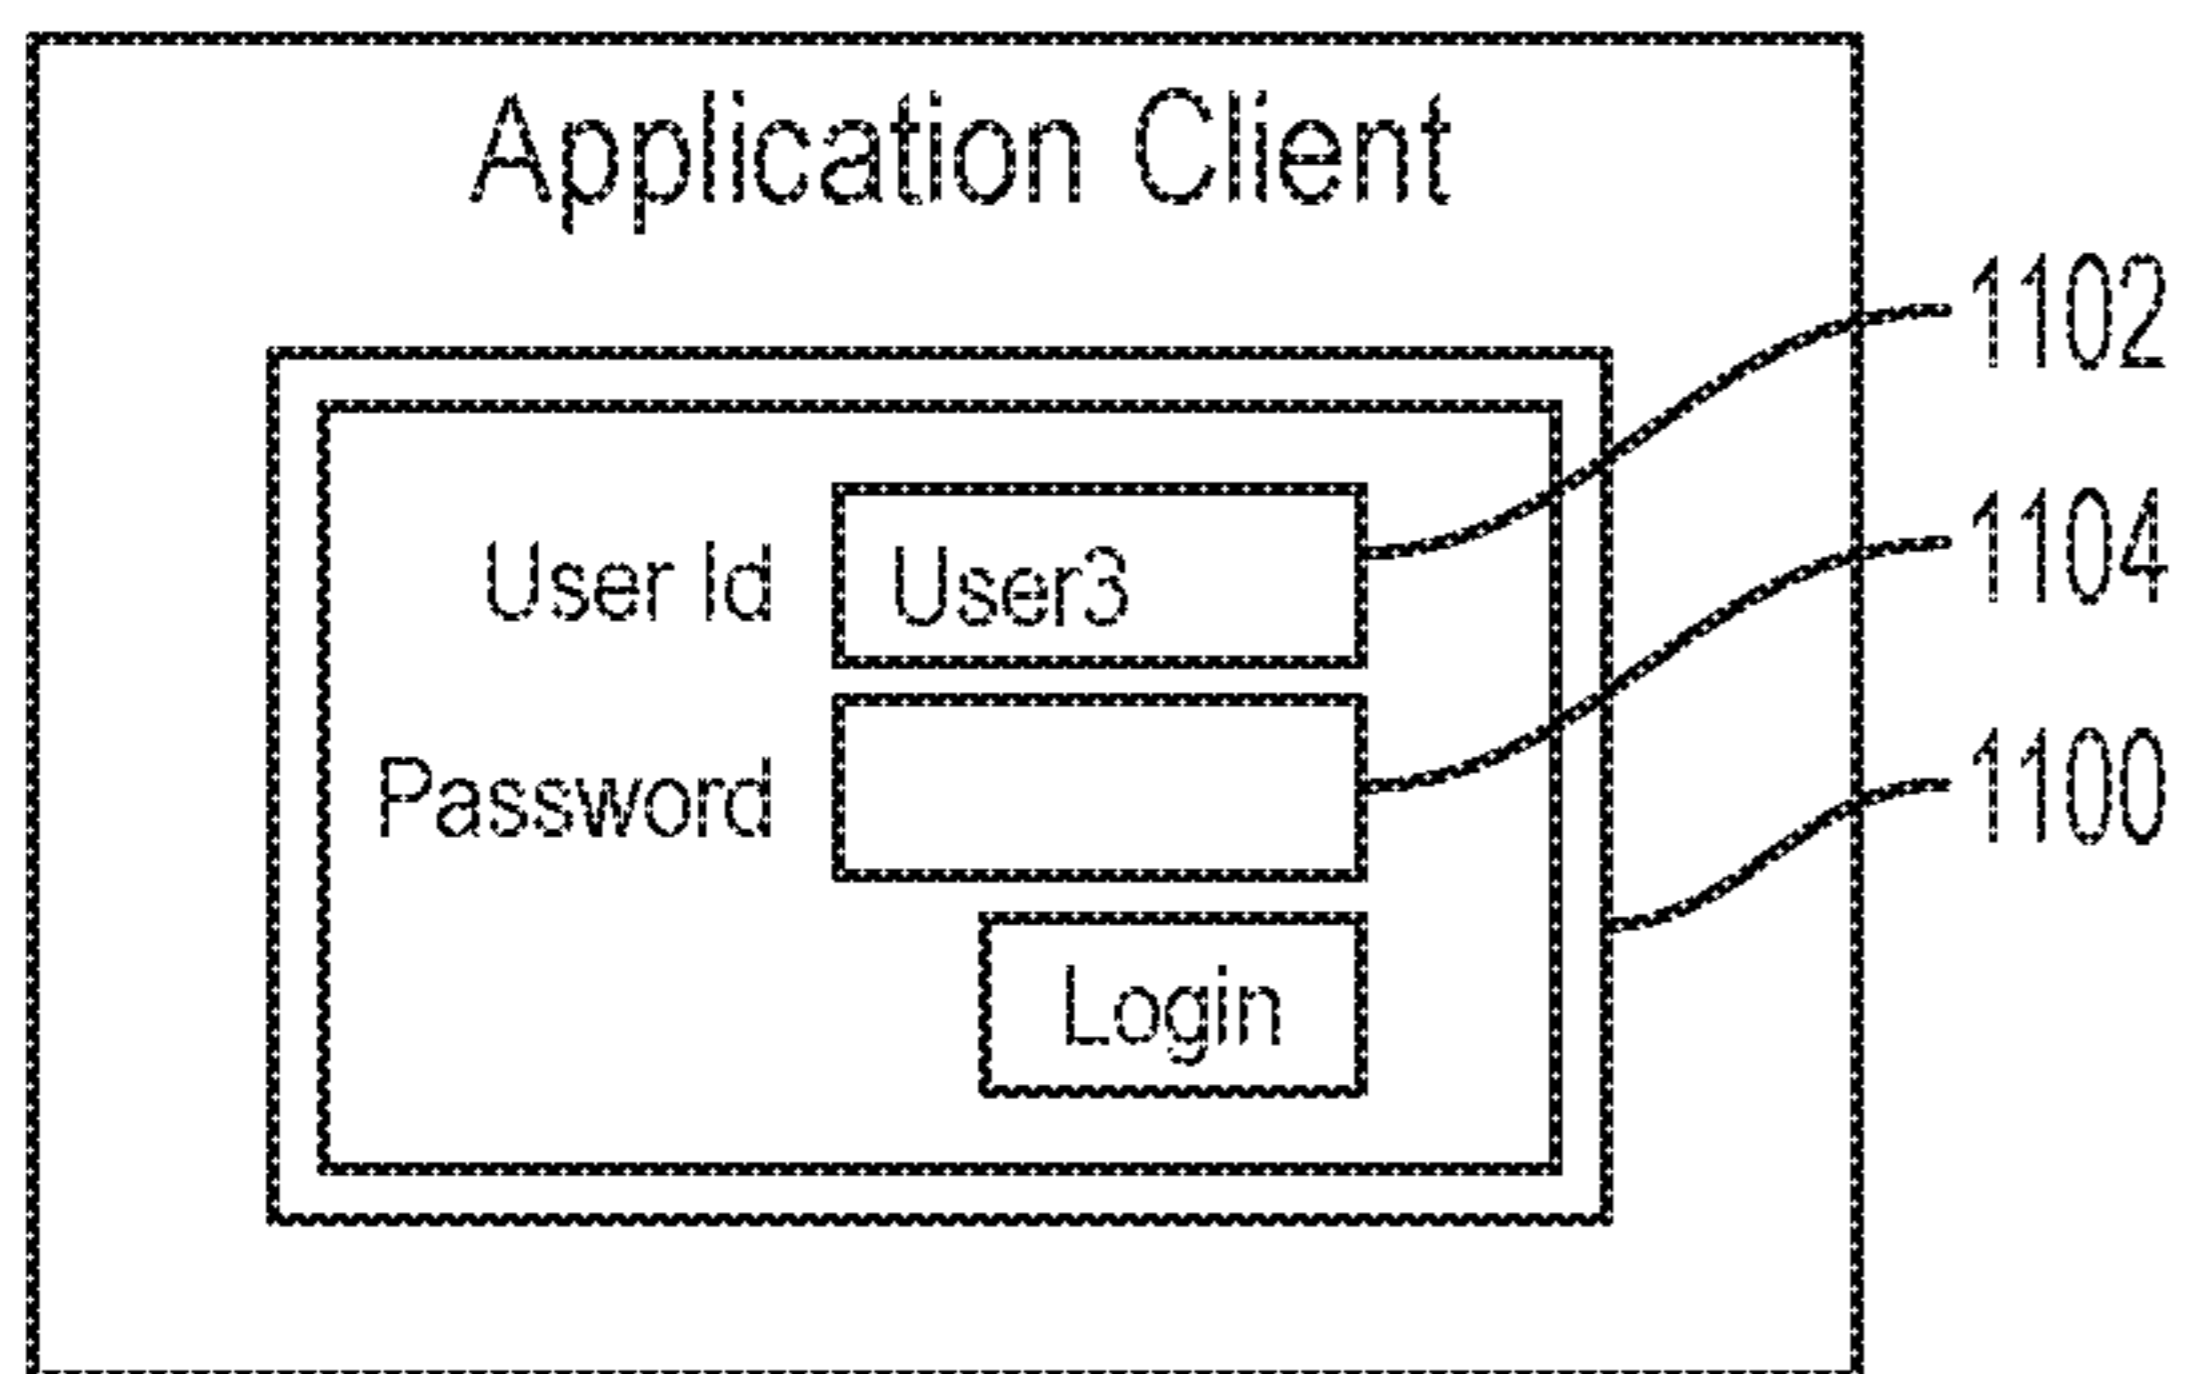 Application Client
1102
User Id User3
1104
Password
1100
Login